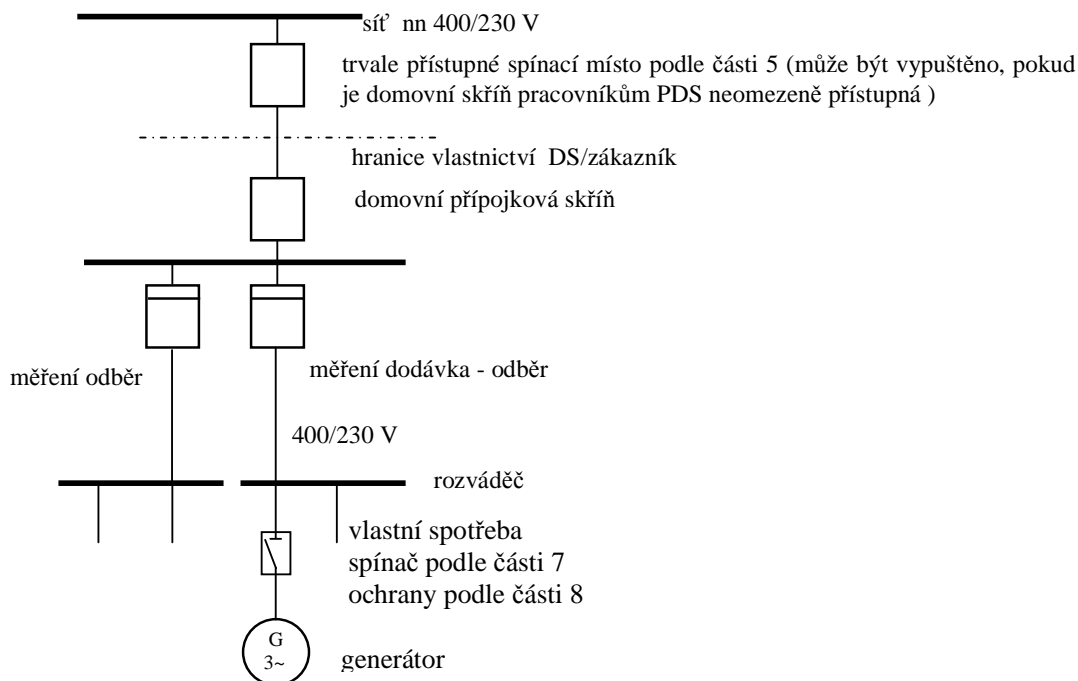 síť nn 400/230 V
trvale přístupné spínací místo podle části 5 (může být vypuštěno, pokud
je domovní skříň pracovníkům PDS neomezeně přístupná )
hranice vlastnictví DS/zákazník
domovní přípojková skříň
měření odběr
měření dodávka - odběr
400/230 V
rozváděč
vlastní spotřeba
spínač podle části 7
ochrany podle části 8
G
3~
generátor